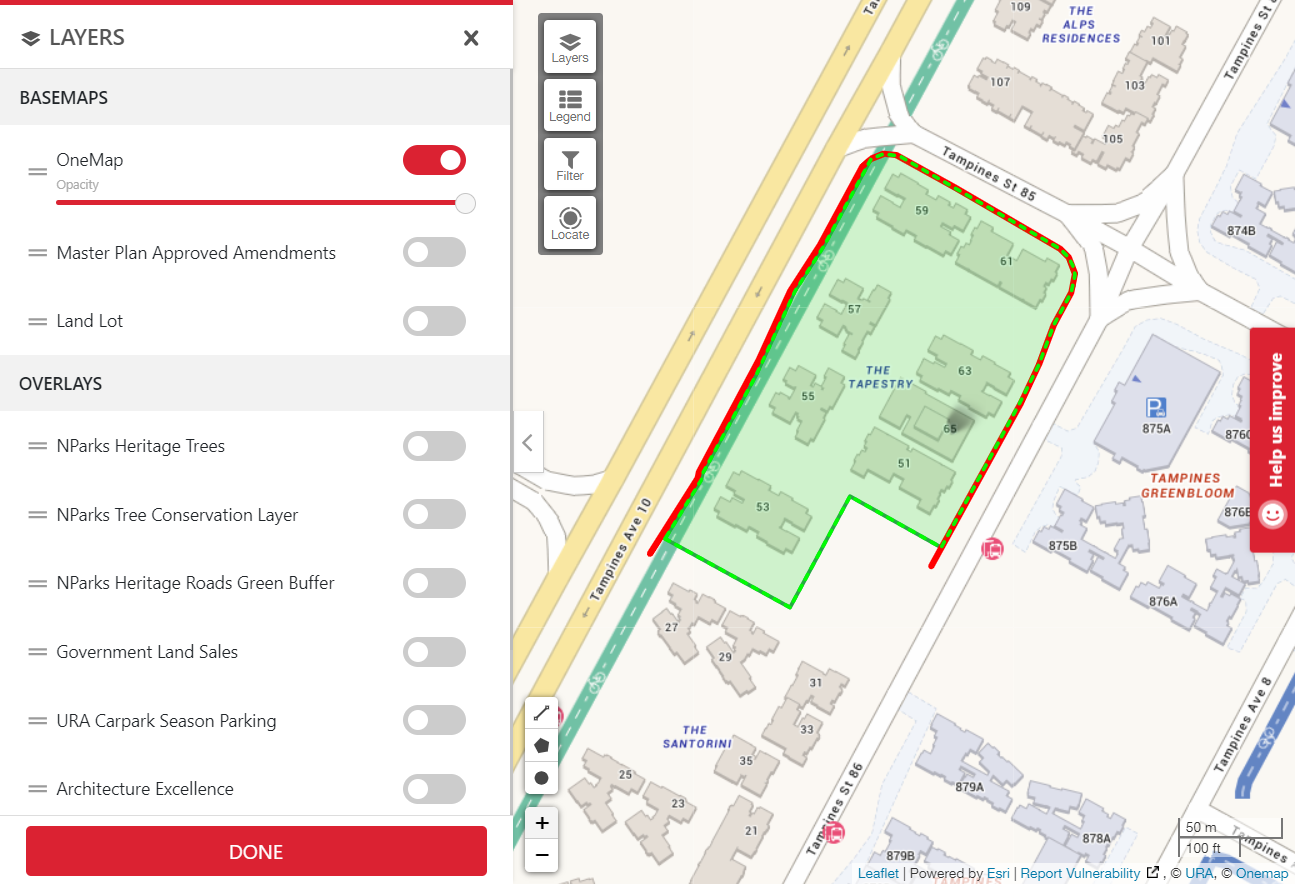 LAYERS
BASEMAPS
OneMap
Opacity
Master Plan Approved Amendments
Land Lot
OVERLAYS
NParks Heritage Trees
NParks Tree Conservation Layer
NParks Heritage Roads Green Buffer
Government Land Sales
URA Carpark Season Parking
Architecture Excellence
DONE
Layers
Legend
Filter
Locate
109
THE
ALPS
RESIDENCES
101
107
103
105
Tampines St 85
59
61
57
THE
TAPESTRY
63
55
65
51
53
Tampines Ave 10
874B
875A
TAMPINES
GREENBLOOM
875B
876A
27
29
31
33
THE
SANTORINI
35
25
23
21
Tampines St 86
Tampines Ave 8
879A
878A
879B
TAMPINES
Tampines
Help us improve
+
−
50 m
100 ft
Leaflet | Powered by Esri | Report Vulnerability , © URA, © Onemap